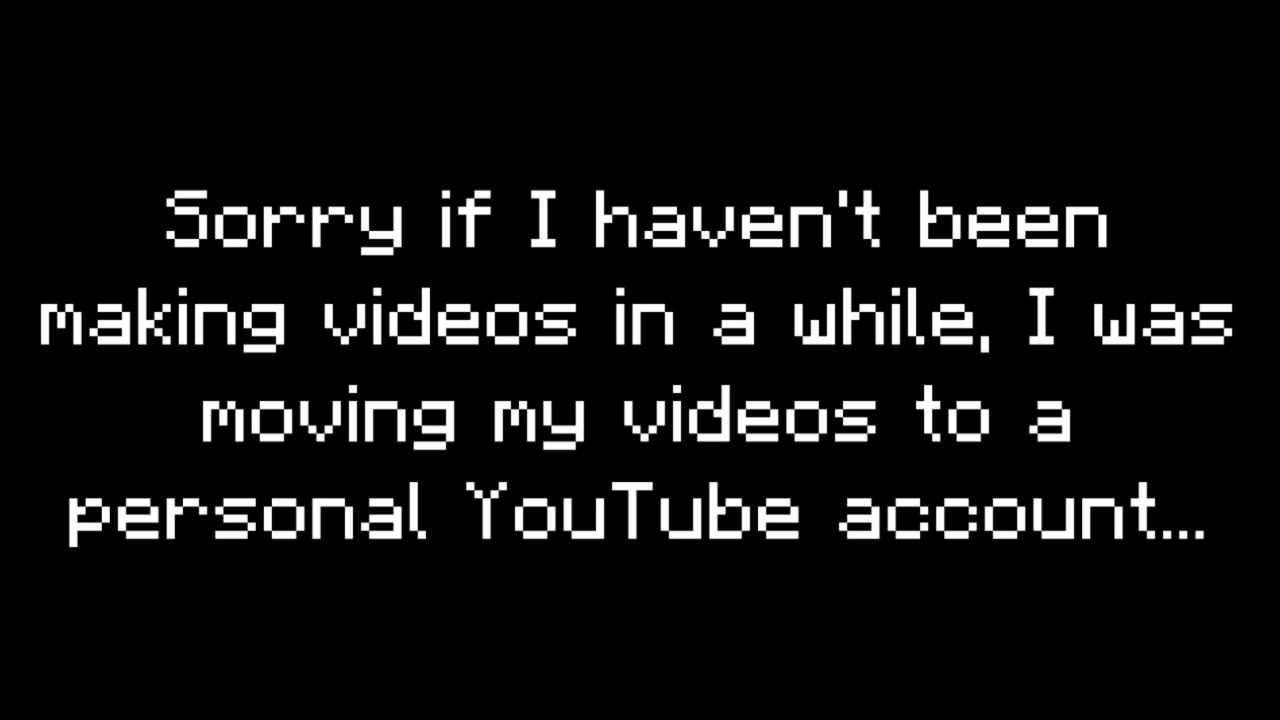 Sorry if I haven't been
making videos in a while, I was
moving my videos to a
personal YouTube account...